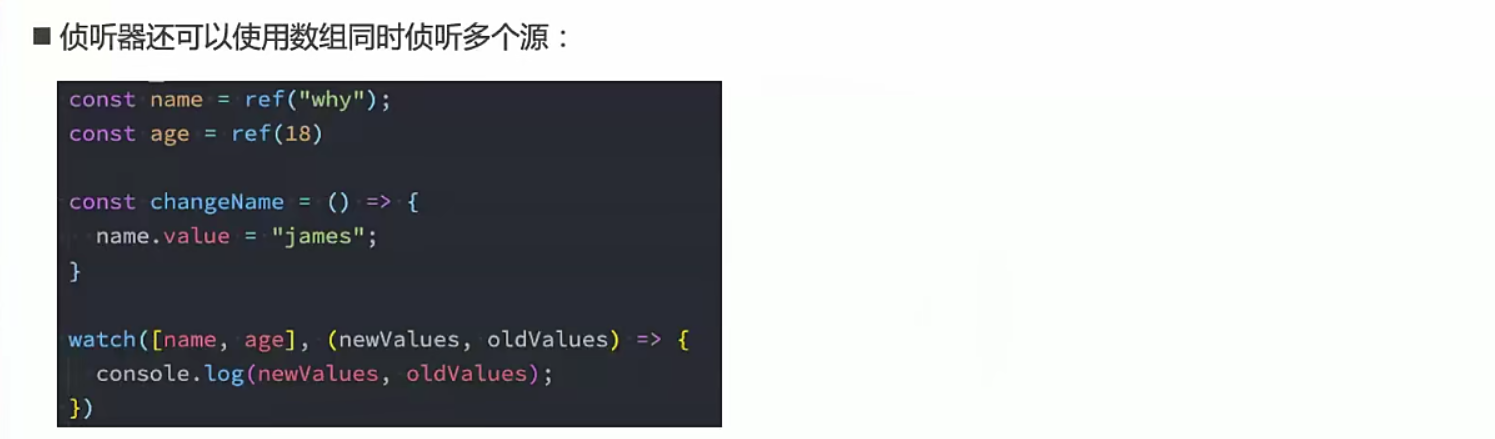 ■ 侦听器还可以使用数组同时侦听多个源：
const name = ref("why");
const age = ref(18)
const changeName = () => {
  name.value = "james";
}
watch([name, age], (newValues, oldValues) => {
  console.log(newValues, oldValues);
})